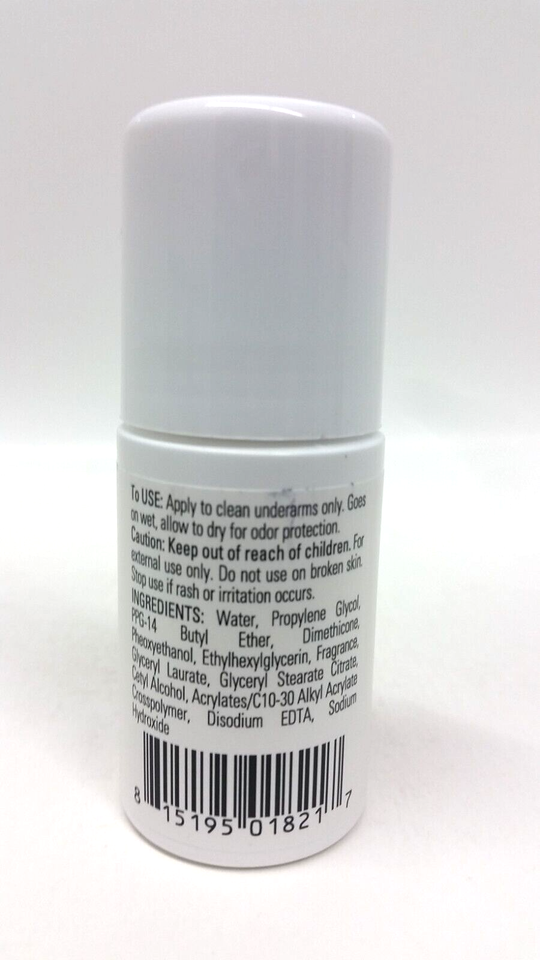 To USE: Apply to clean underarms only. Goes
on wet, allow to dry for odor protection.
Caution: Keep out of reach of children. For
external use only. Do not use on broken skin.
Stop use if rash or irritation occurs.
INGREDIENTS: Water, Propylene Glycol,
PPG-14 Butyl Ether, Dimethicone,
Pheoxyethanol, Ethylhexylglycerin, Fragrance,
Glyceryl Laurate, Glyceryl Stearate Citrate,
Cetyl Alcohol, Acrylates/C10-30 Alkyl Acrylate
Crosspolymer, Disodium EDTA, Sodium
Hydroxide
8 15195 01821 7